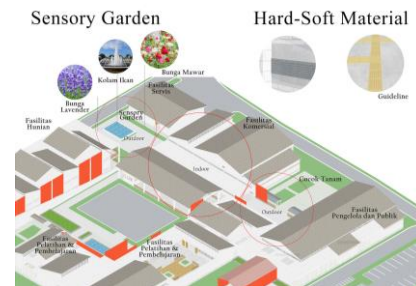 Sensory Garden
Hard-Soft Material
Kolam Ikan
Bunga Mawar
Bunga
Lavender
Guideline
Fasilitas
Servis
Fasilitas
Hunian
Sensory
Garden
Outdoor
Fasilitas
Komersial
Indoor
Cocok Tanam
Outdoor
Fasilitas
Pengelola dan Publik
Fasilitas
Pelatihan &
Pembelajaran
Fasilitas
Pelatihan &
Pembelajaran